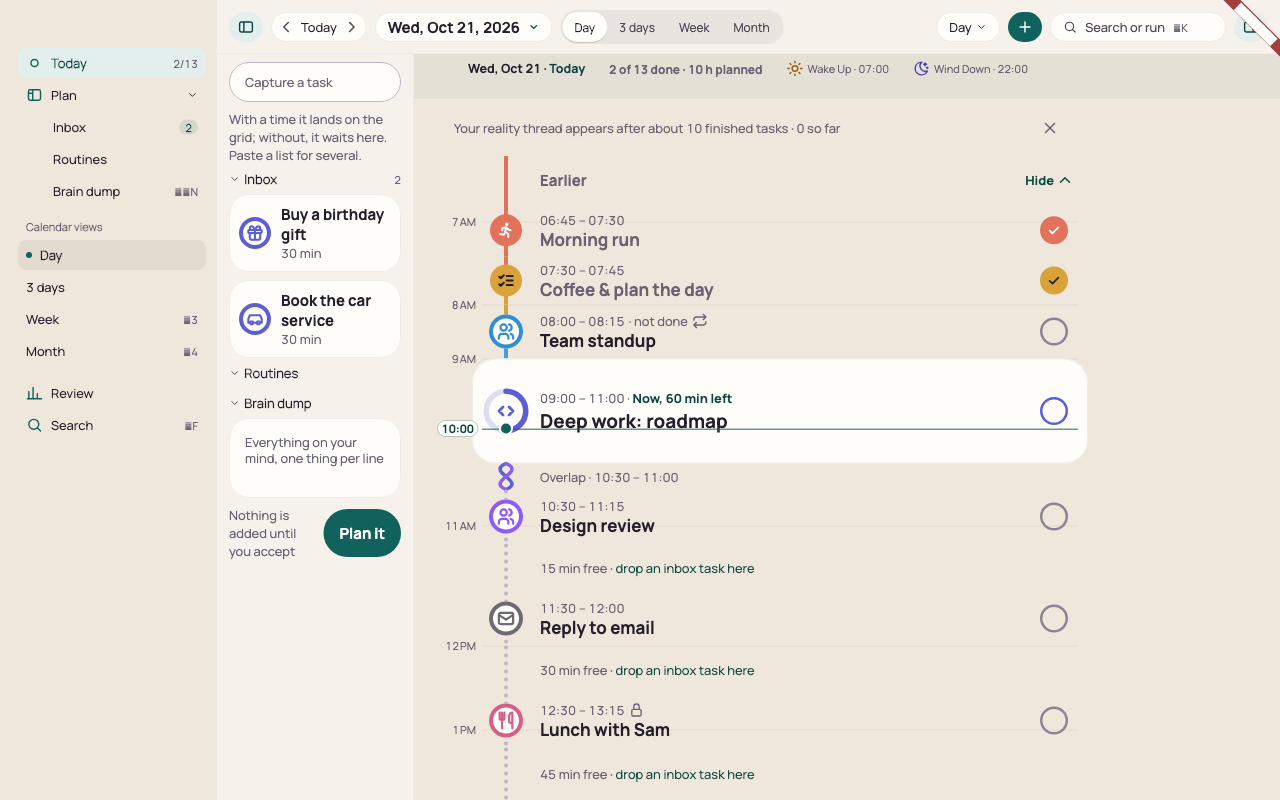 Today
Wed, Oct 21, 2026
Day
3 days
Week
Month
Day
Search or run
K
Today
2/13
Plan
Inbox
2
Routines
Brain dump
N
Calendar views
Day
3 days
Week
3
Month
4
Review
Search
F
Capture a task
With a time it lands on the
grid; without, it waits here.
Paste a list for several.
Inbox
2
Buy a birthday
gift
30 min
Book the car
service
30 min
Routines
Brain dump
Everything on your
mind, one thing per line
Nothing is
added until
you accept
Plan it
Wed, Oct 21 · Today
2 of 13 done · 10 h planned
Wake Up · 07:00
Wind Down · 22:00
Your reality thread appears after about 10 finished tasks · 0 so far
Earlier
Hide
7 AM
06:45 – 07:30
Morning run
07:30 – 07:45
Coffee & plan the day
8 AM
08:00 – 08:15 · not done
Team standup
9 AM
09:00 – 11:00 · Now, 60 min left
Deep work: roadmap
10:00
Overlap · 10:30 – 11:00
10:30 – 11:15
Design review
11 AM
15 min free · drop an inbox task here
11:30 – 12:00
Reply to email
12 PM
30 min free · drop an inbox task here
12:30 – 13:15
Lunch with Sam
1 PM
45 min free · drop an inbox task here